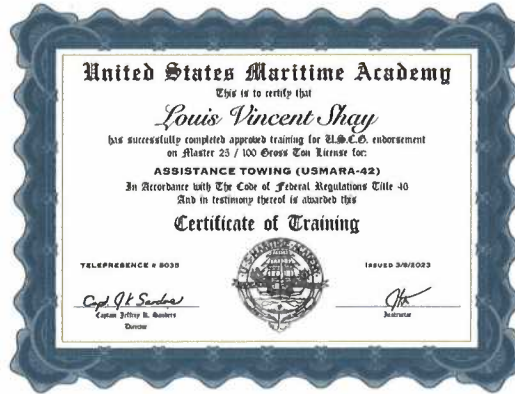 United States Maritime Academy
This is to certify that
Louis Vincent Shay
has successfully completed approved training for U.S.C.G. endorsement
on Master 25 / 100 Gross Ton License for:
ASSISTANCE TOWING (USMARA-42)
In Accordance with The Code of Federal Regulations Title 46
And in testimony thereof is awarded this
Certificate of Training
TELEPRESENCE # 5035
ISSUED 3/8/2023
Capt. J K Sanders
Captain Jeffrey K. Sanders
Director
Instructor